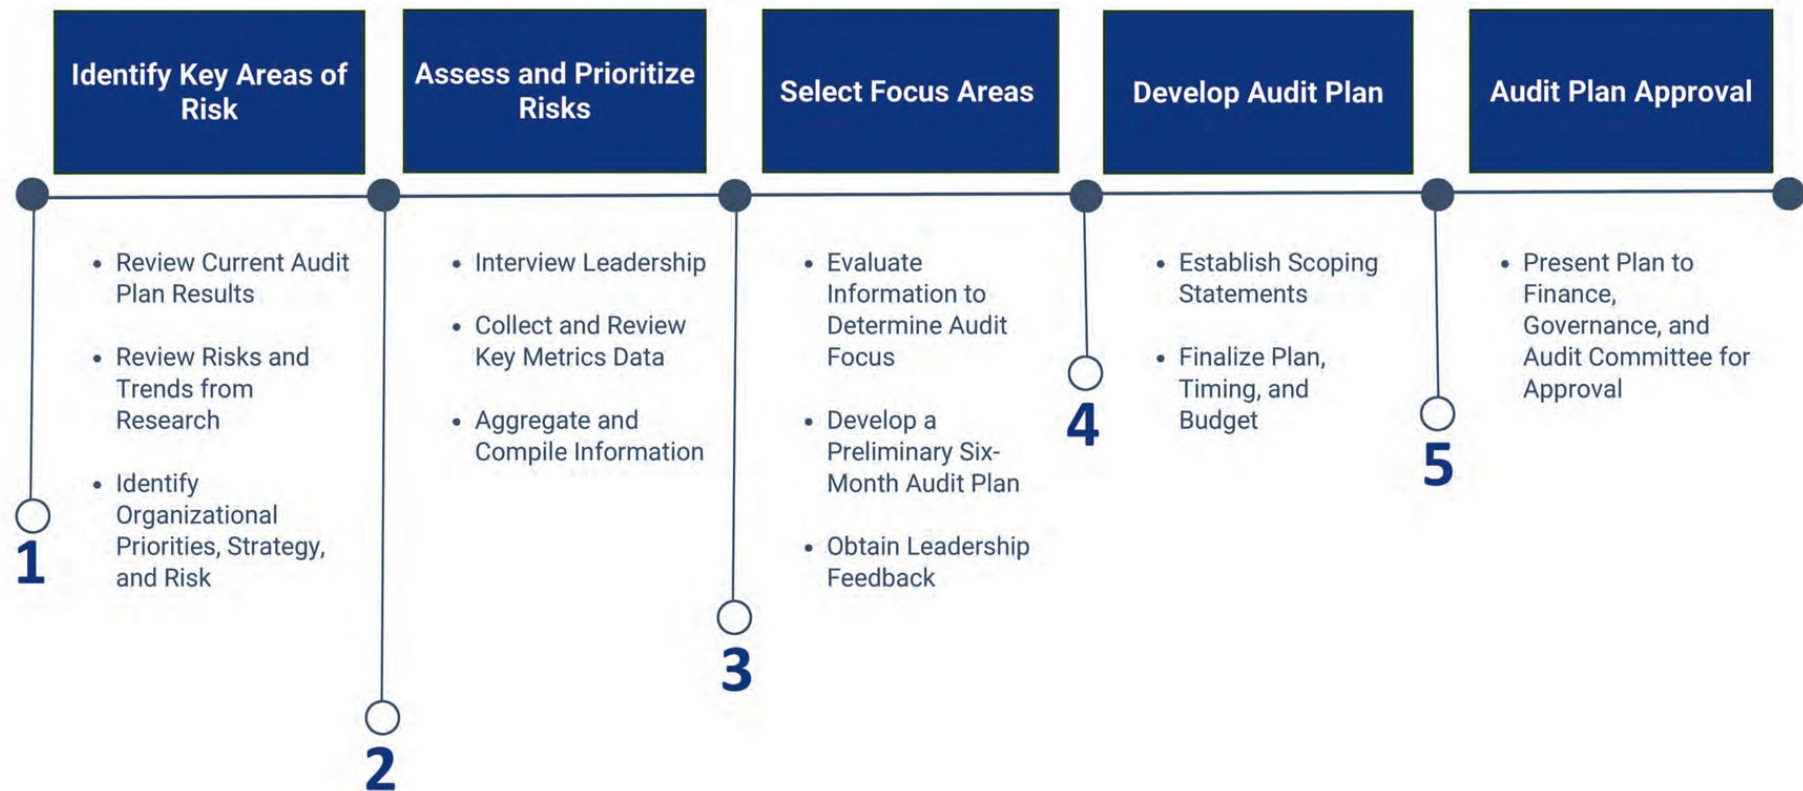 Identify Key Areas of
Risk
Assess and Prioritize
Risks
Select Focus Areas
Develop Audit Plan
Audit Plan Approval
• Review Current Audit
Plan Results
• Review Risks and
Trends from
Research
• Identify
Organizational
Priorities, Strategy,
and Risk
1
• Interview Leadership
• Collect and Review
Key Metrics Data
• Aggregate and
Compile Information
2
• Evaluate
Information to
Determine Audit
Focus
• Develop a
Preliminary Six-
Month Audit Plan
• Obtain Leadership
Feedback
3
• Establish Scoping
Statements
• Finalize Plan,
Timing, and
Budget
4
• Present Plan to
Finance,
Governance, and
Audit Committee for
Approval
5